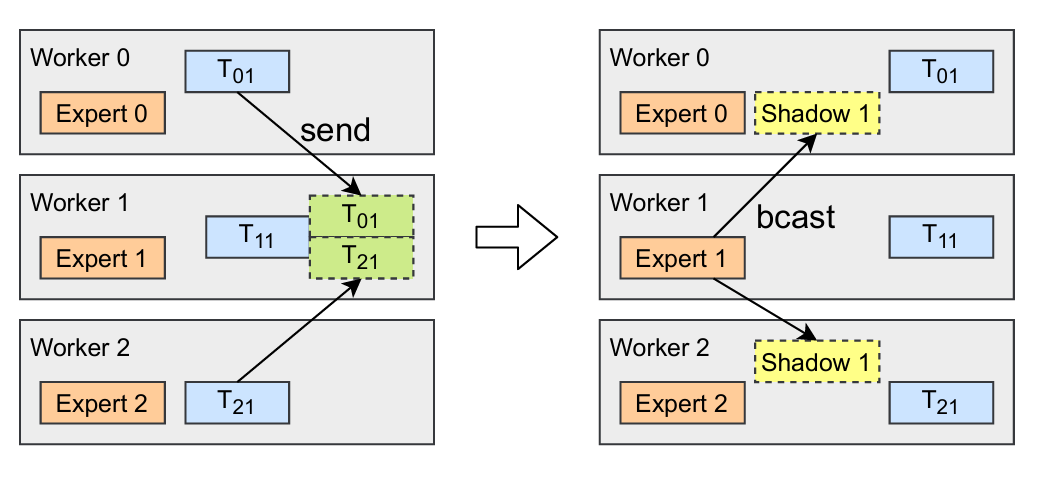 Worker 0
T01
Expert 0
send
Worker 1
T01
T11
T21
Expert 1
Worker 2
Expert 2
T21
Worker 0
T01
Expert 0
Shadow 1
Worker 1
bcast
T11
Expert 1
Worker 2
Shadow 1
Expert 2
T21